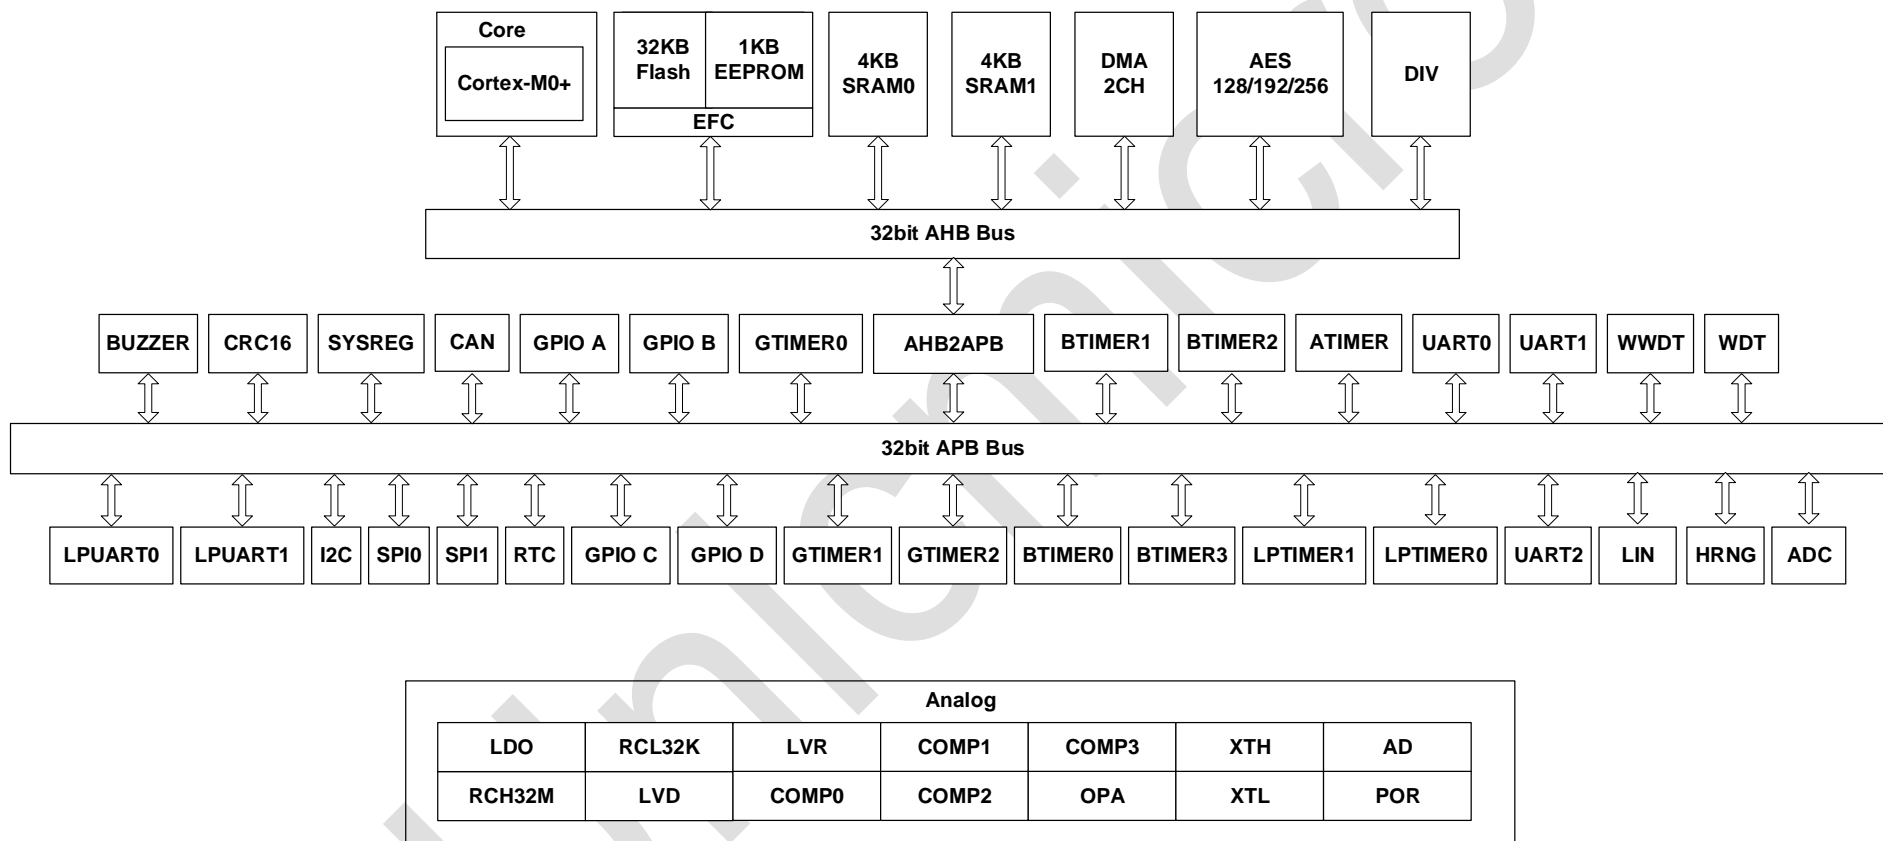 Core
Cortex-M0+
32KB
Flash
1KB
EEPROM
EFC
4KB
SRAM0
4KB
SRAM1
DMA
2CH
AES
128/192/256
DIV
32bit AHB Bus
BUZZER
CRC16
SYSREG
CAN
GPIO A
GPIO B
GTIMER0
AHB2APB
BTIMER1
BTIMER2
ATIMER
UART0
UART1
WWDT
WDT
32bit APB Bus
LPUART0
LPUART1
I2C
SPI0
SPI1
RTC
GPIO C
GPIO D
GTIMER1
GTIMER2
BTIMER0
BTIMER3
LPTIMER1
LPTIMER0
UART2
LIN
HRNG
ADC
Analog
LDO
RCL32K
LVR
COMP1
COMP3
XTH
AD
RCH32M
LVD
COMP0
COMP2
OPA
XTL
POR